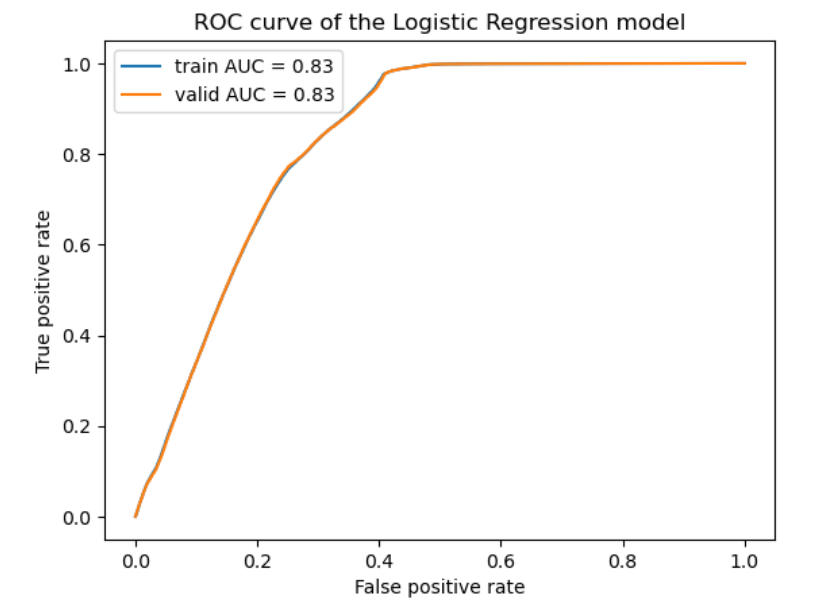 ROC curve of the Logistic Regression model
train AUC = 0.83
valid AUC = 0.83
True positive rate
1.0
0.8
0.6
0.4
0.2
0.0
0.0 0.2 0.4 0.6 0.8 1.0
False positive rate